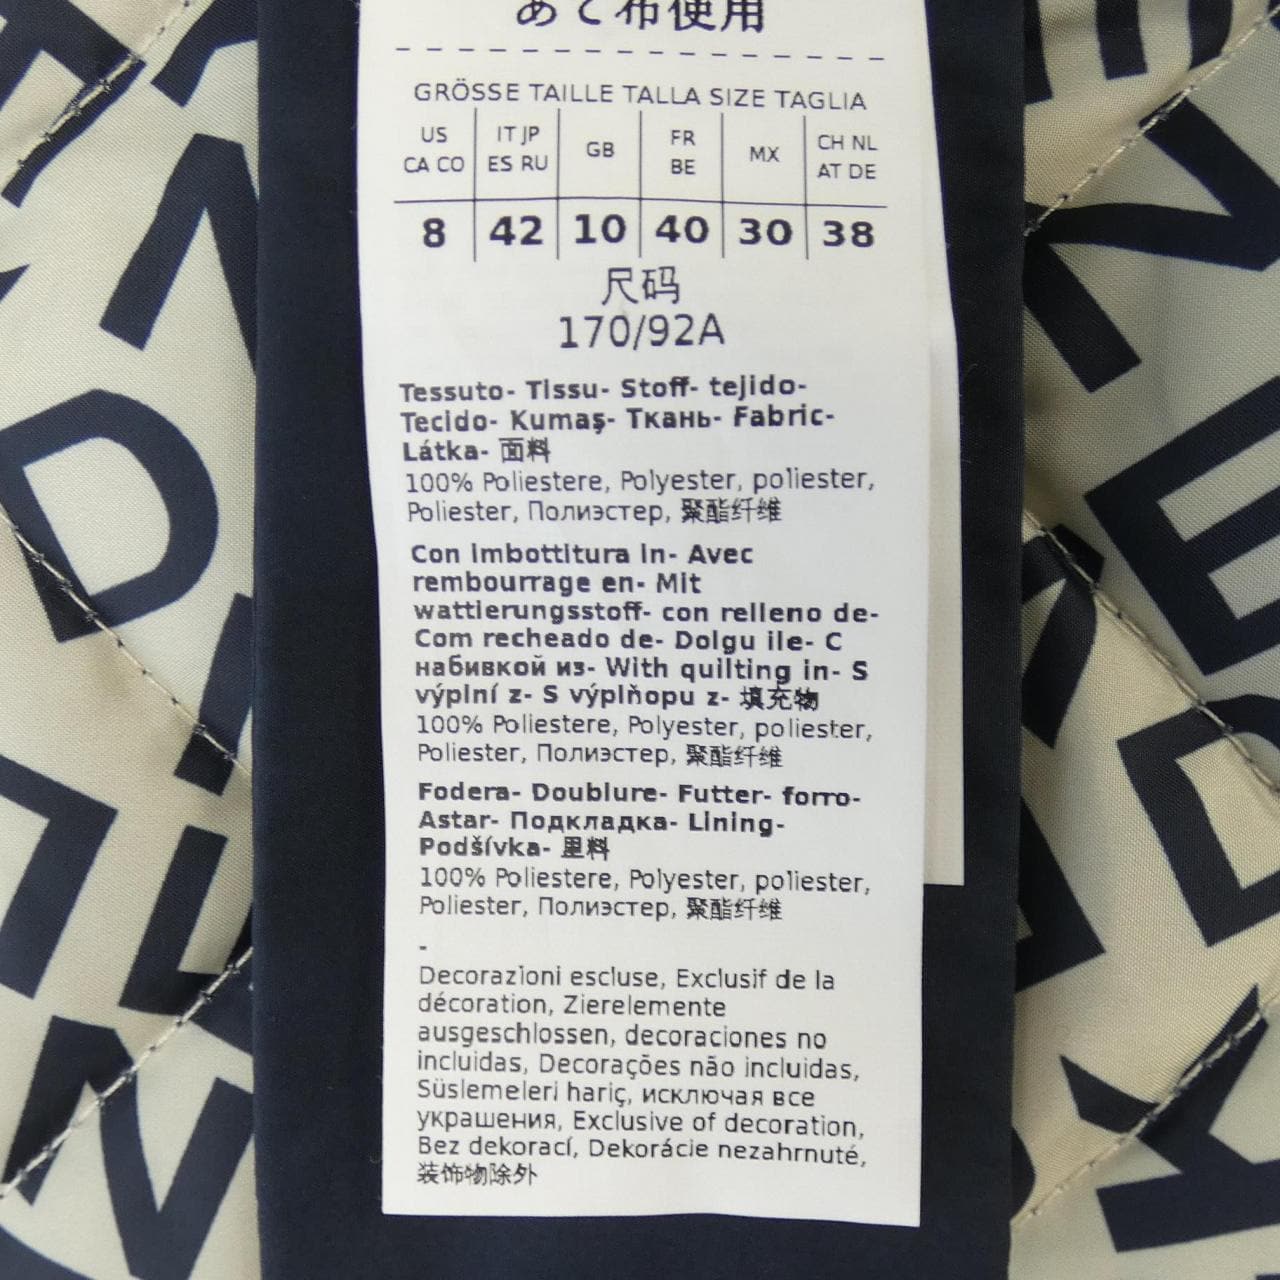 あて布使用
GRÖSSE TAILLE TALLA SIZE TAGLIA
US CA CO | IT JP ES RU | GB | FR BE | MX | CH NL AT DE
8 | 42 | 10 | 40 | 30 | 38
尺码
170/92A
Tessuto- Tissu- Stoff- tejido-
Tecido- Kumaş- Ткань- Fabric-
Látka- 面料
100% Poliestere, Polyester, poliester,
Poliester, Полиэстер, 聚酯纤维
Con imbottitura in- Avec
rembourrage en- Mit
wattierungsstoff- con relleno de-
Com recheado de- Dolgu ile- C
набивкой из- With quilting in- S
výplní z- S výplňopu z- 填充物
100% Poliestere, Polyester, poliester,
Poliester, Полиэстер, 聚酯纤维
Fodera- Doublure- Futter- forro-
Astar- Подкладка- Lining-
Podšívka- 里料
100% Poliestere, Polyester, poliester,
Poliester, Полиэстер, 聚酯纤维
-
Decorazioni escluse, Exclusif de la
décoration, Zierelemente
ausgeschlossen, decoraciones no
incluidas, Decorações não incluidas,
Süslemeleri hariç, исключая все
украшения, Exclusive of decoration,
Bez dekorací, Dekorácie nezahrnuté,
装饰物除外